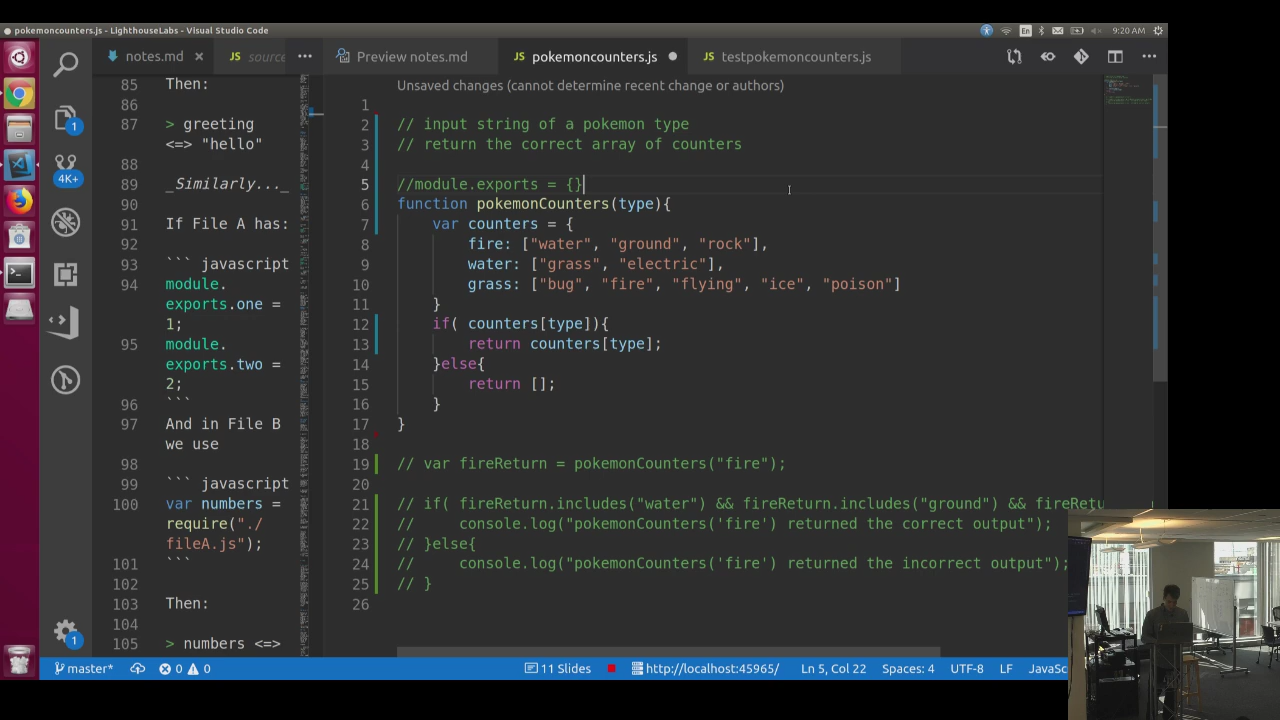 pokemoncounters.js - LighthouseLabs - Visual Studio Code
En
9:20 AM
notes.md
JS source
Preview notes.md
JS pokemoncounters.js
JS testpokemoncounters.js
1
4K+
1
85 Then:
86
87 > greeting
<=> "hello"
88
89 _Similarly..._
90
91 If File A has:
92
93 ``` javascript
94 module.
exports.one =
1;
95 module.
exports.two =
2;
96 ```
97 And in File B
we use
98
99 ``` javascript
100 var numbers =
require("./
fileA.js");
101 ```
102
103 Then:
104
105 > numbers <=>
Unsaved changes (cannot determine recent change or authors)
1
2 // input string of a pokemon type
3 // return the correct array of counters
4
5 //module.exports = {}
6 function pokemonCounters(type){
7 var counters = {
8 fire: ["water", "ground", "rock"],
9 water: ["grass", "electric"],
10 grass: ["bug", "fire", "flying", "ice", "poison"]
11 }
12 if( counters[type]){
13 return counters[type];
14 }else{
15 return [];
16 }
17 }
18
19 // var fireReturn = pokemonCounters("fire");
20
21 // if( fireReturn.includes("water") && fireReturn.includes("ground") && fireRetu
22 // console.log("pokemonCounters('fire') returned the correct output");
23 // }else{
24 // console.log("pokemonCounters('fire') returned the incorrect output");
25 // }
26
master* 0 0 11 Slides http://localhost:45965/ Ln 5, Col 22 Spaces: 4 UTF-8 LF JavaSc